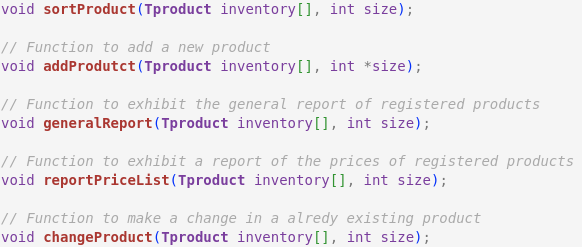 void sortProduct(Tproduct inventory[], int size);
// Function to add a new product
void addProdutct(Tproduct inventory[], int *size);
// Function to exhibit the general report of registered products
void generalReport(Tproduct inventory[], int size);
// Function to exhibit a report of the prices of registered products
void reportPriceList(Tproduct inventory[], int size);
// Function to make a change in a alredy existing product
void changeProduct(Tproduct inventory[], int size);